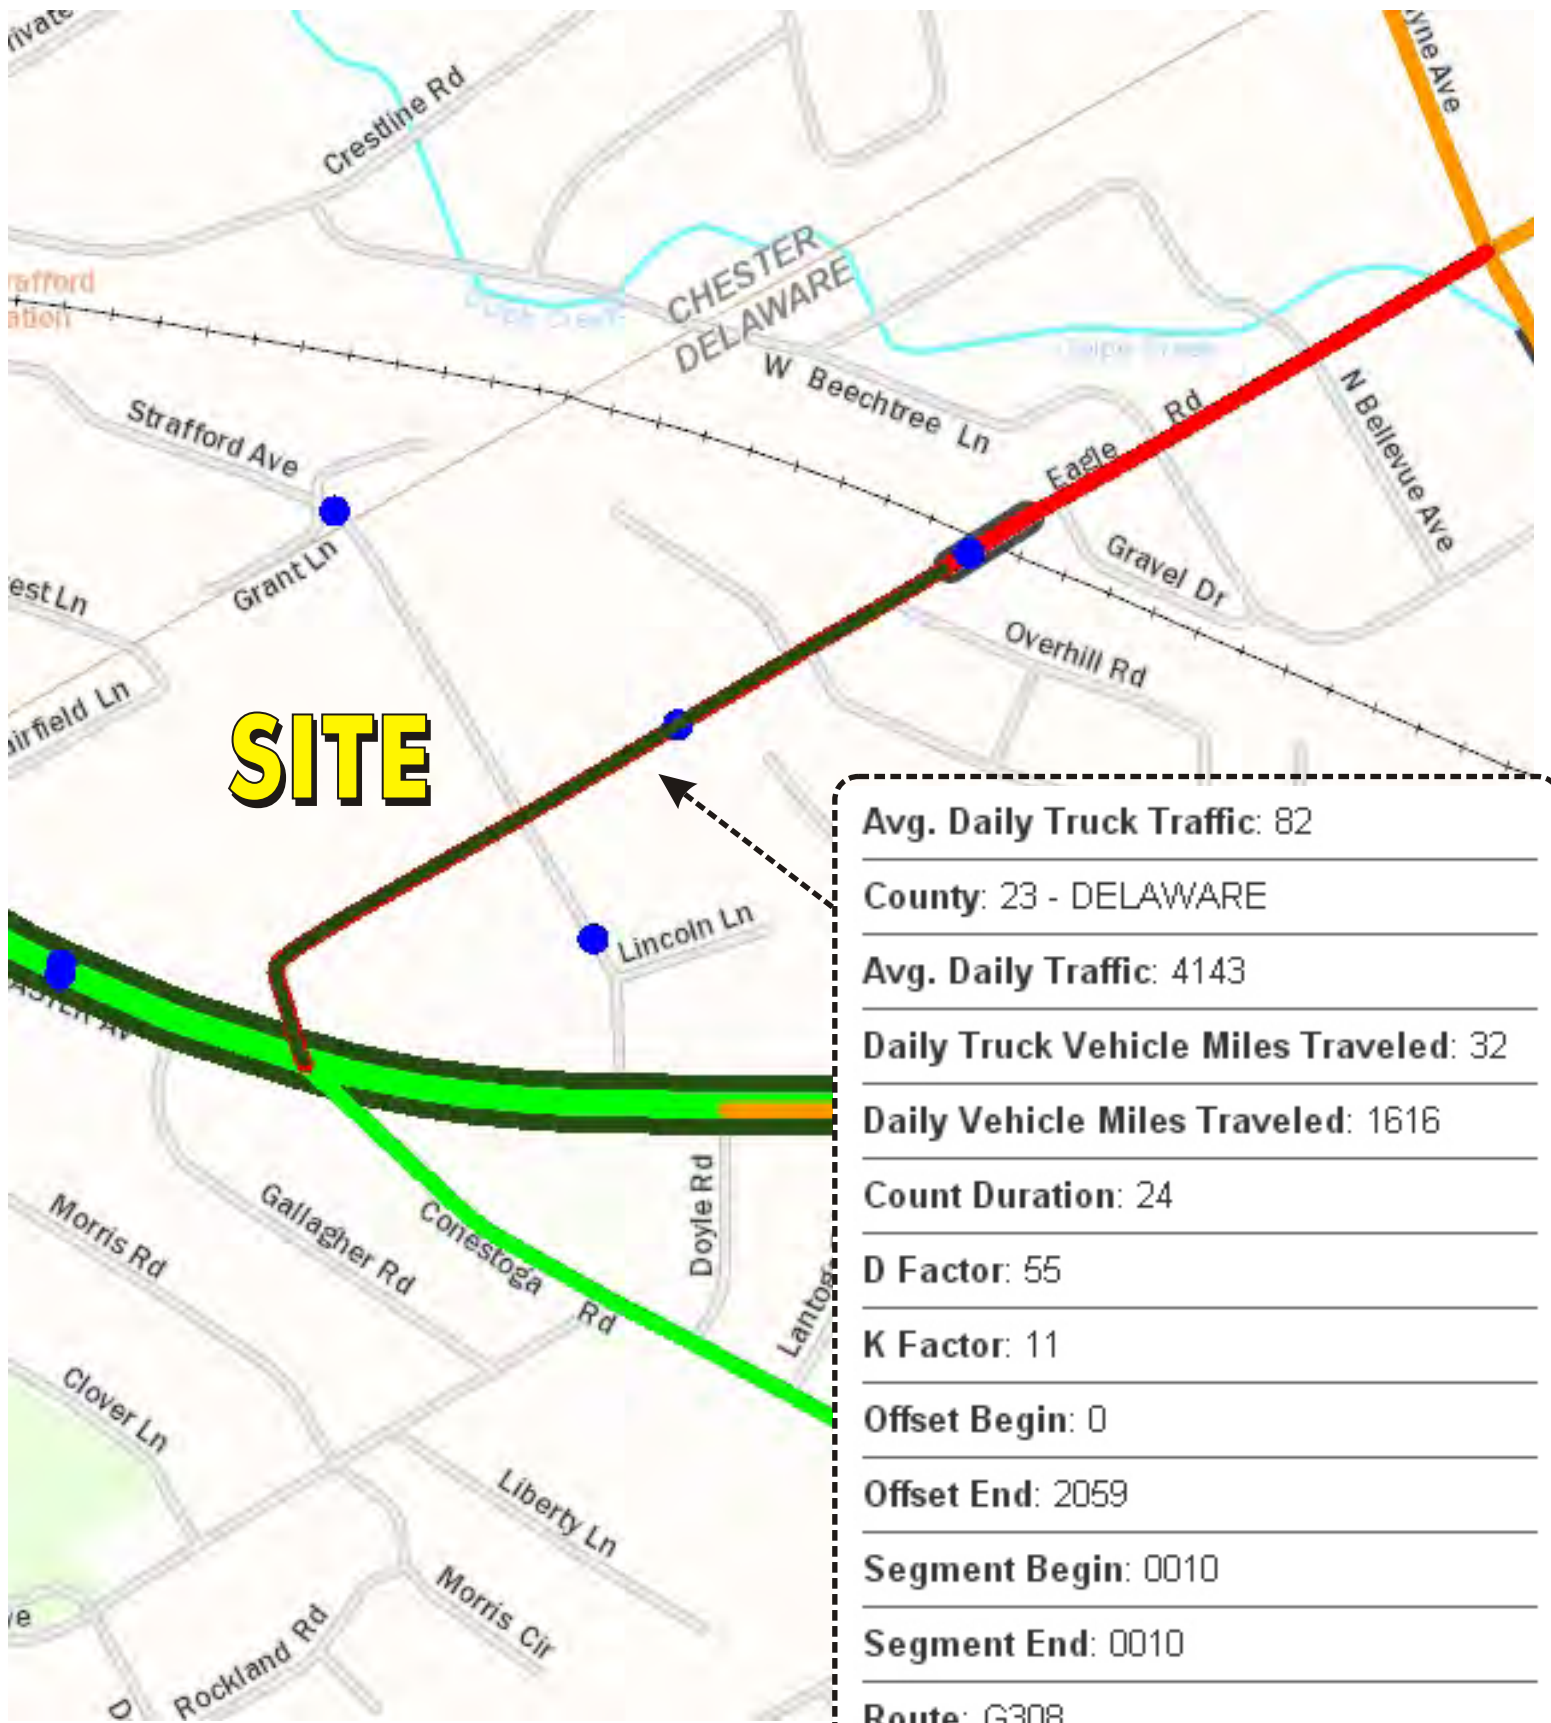 Crestline Rd
CHESTER
DELAWARE
W Beechtree Ln
Strafford Ave
Eagle Rd
N Bellevue Ave
Grant Ln
Gravel Dr
Overhill Rd
SITE
Lincoln Ln
Avg. Daily Truck Traffic: 82
County: 23 - DELAWARE
Avg. Daily Traffic: 4143
Daily Truck Vehicle Miles Traveled: 32
Daily Vehicle Miles Traveled: 1616
Count Duration: 24
D Factor: 55
K Factor: 11
Offset Begin: 0
Offset End: 2059
Segment Begin: 0010
Segment End: 0010
Route: G308
Morris Rd
Gallagher Rd
Conestoga Rd
Doyle Rd
Clover Ln
Liberty Ln
Morris Cir
Rockland Rd